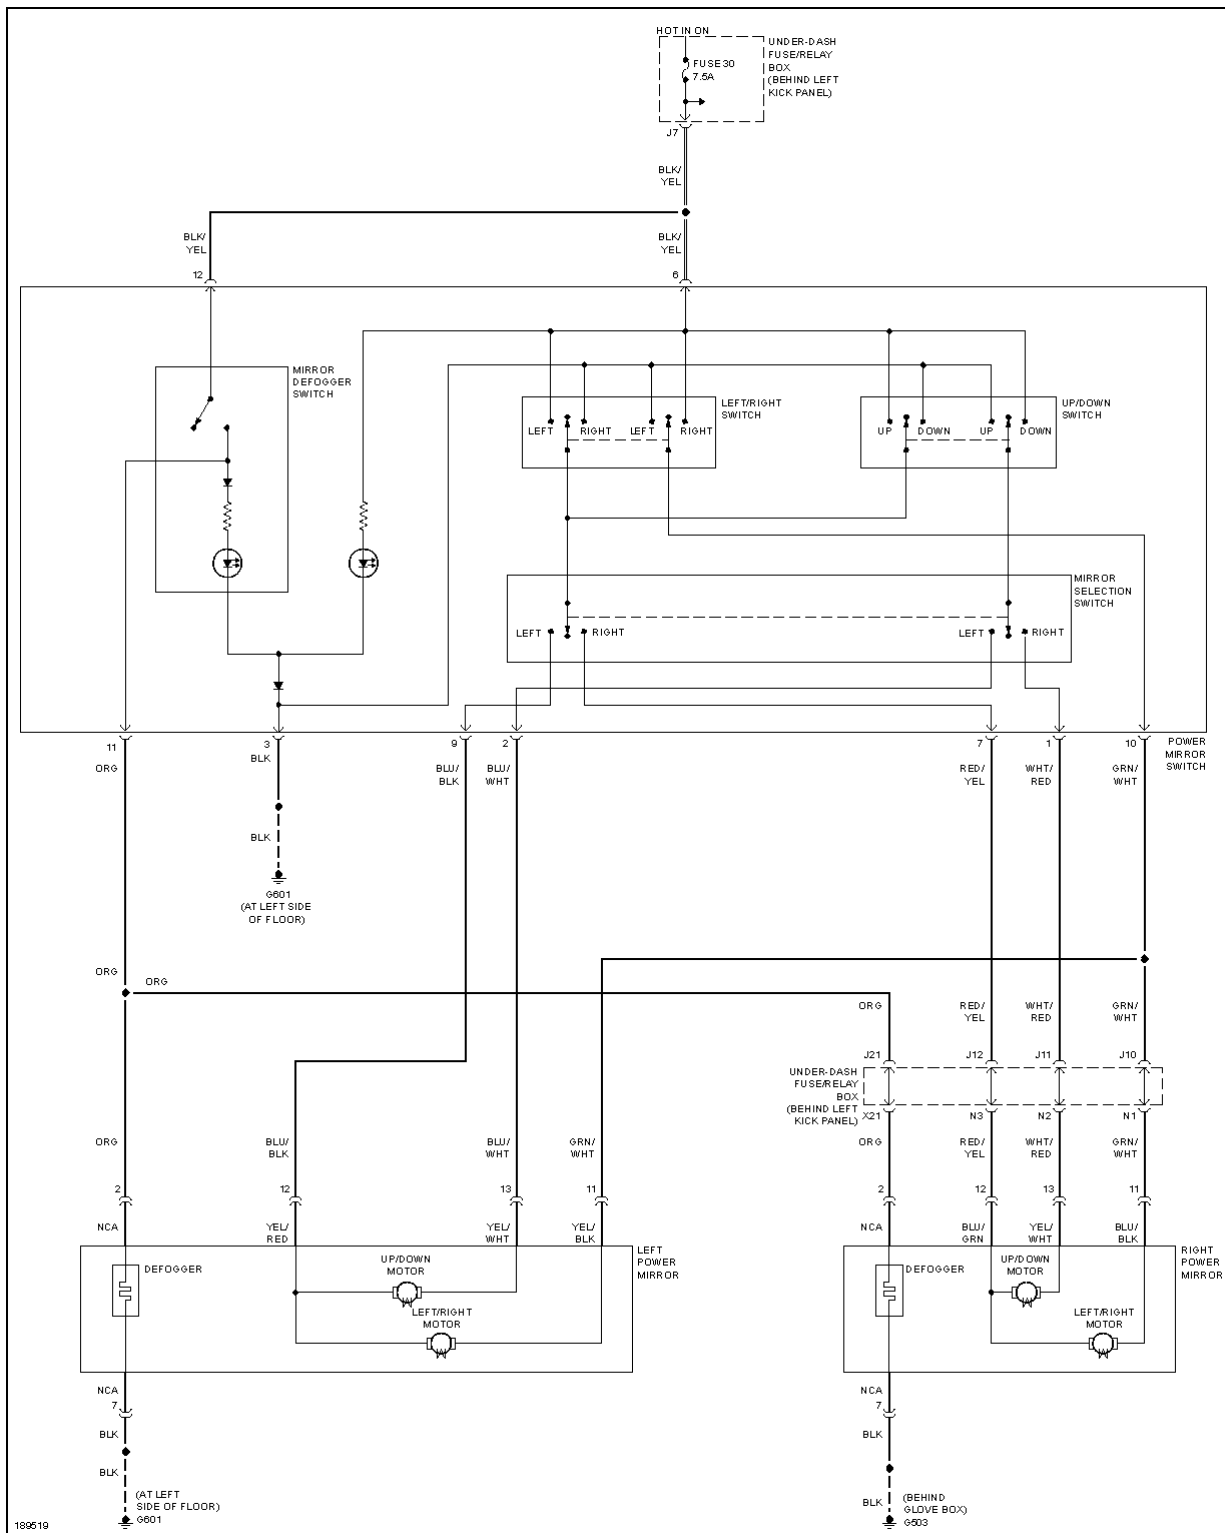 HOT IN ON
UNDER-DASH
FUSE/RELAY
BOX
(BEHIND LEFT
KICK PANEL)
FUSE 30
7.5A
J7
BLK/
YEL
BLK/
YEL
BLK/
YEL
12
6
MIRROR
DEFOGGER
SWITCH
LEFT/RIGHT
SWITCH
UP/DOWN
SWITCH
LEFT
RIGHT
LEFT
RIGHT
UP
DOWN
UP
DOWN
MIRROR
SELECTION
SWITCH
LEFT
RIGHT
LEFT
RIGHT
11
3
9
2
7
1
10
POWER
MIRROR
SWITCH
ORG
BLK
BLU/
BLK
BLU/
WHT
RED/
YEL
WHT/
RED
GRN/
WHT
BLK
G601
(AT LEFT SIDE
OF FLOOR)
ORG
ORG
ORG
RED/
YEL
WHT/
RED
GRN/
WHT
J21
J12
J11
J10
UNDER-DASH
FUSE/RELAY
BOX
(BEHIND LEFT
KICK PANEL)
X21
N3
N2
N1
ORG
BLU/
BLK
BLU/
WHT
GRN/
WHT
ORG
RED/
YEL
WHT/
RED
GRN/
WHT
2
12
13
11
2
12
13
11
NCA
YEL/
RED
YEL/
WHT
YEL/
BLK
NCA
BLU/
GRN
YEL/
WHT
BLU/
BLK
LEFT
POWER
MIRROR
RIGHT
POWER
MIRROR
DEFOGGER
UP/DOWN
MOTOR
LEFT/RIGHT
MOTOR
DEFOGGER
UP/DOWN
MOTOR
LEFT/RIGHT
MOTOR
NCA
7
BLK
BLK
(AT LEFT
SIDE OF FLOOR)
G601
NCA
7
BLK
BLK
(BEHIND
GLOVE BOX)
G503
189519